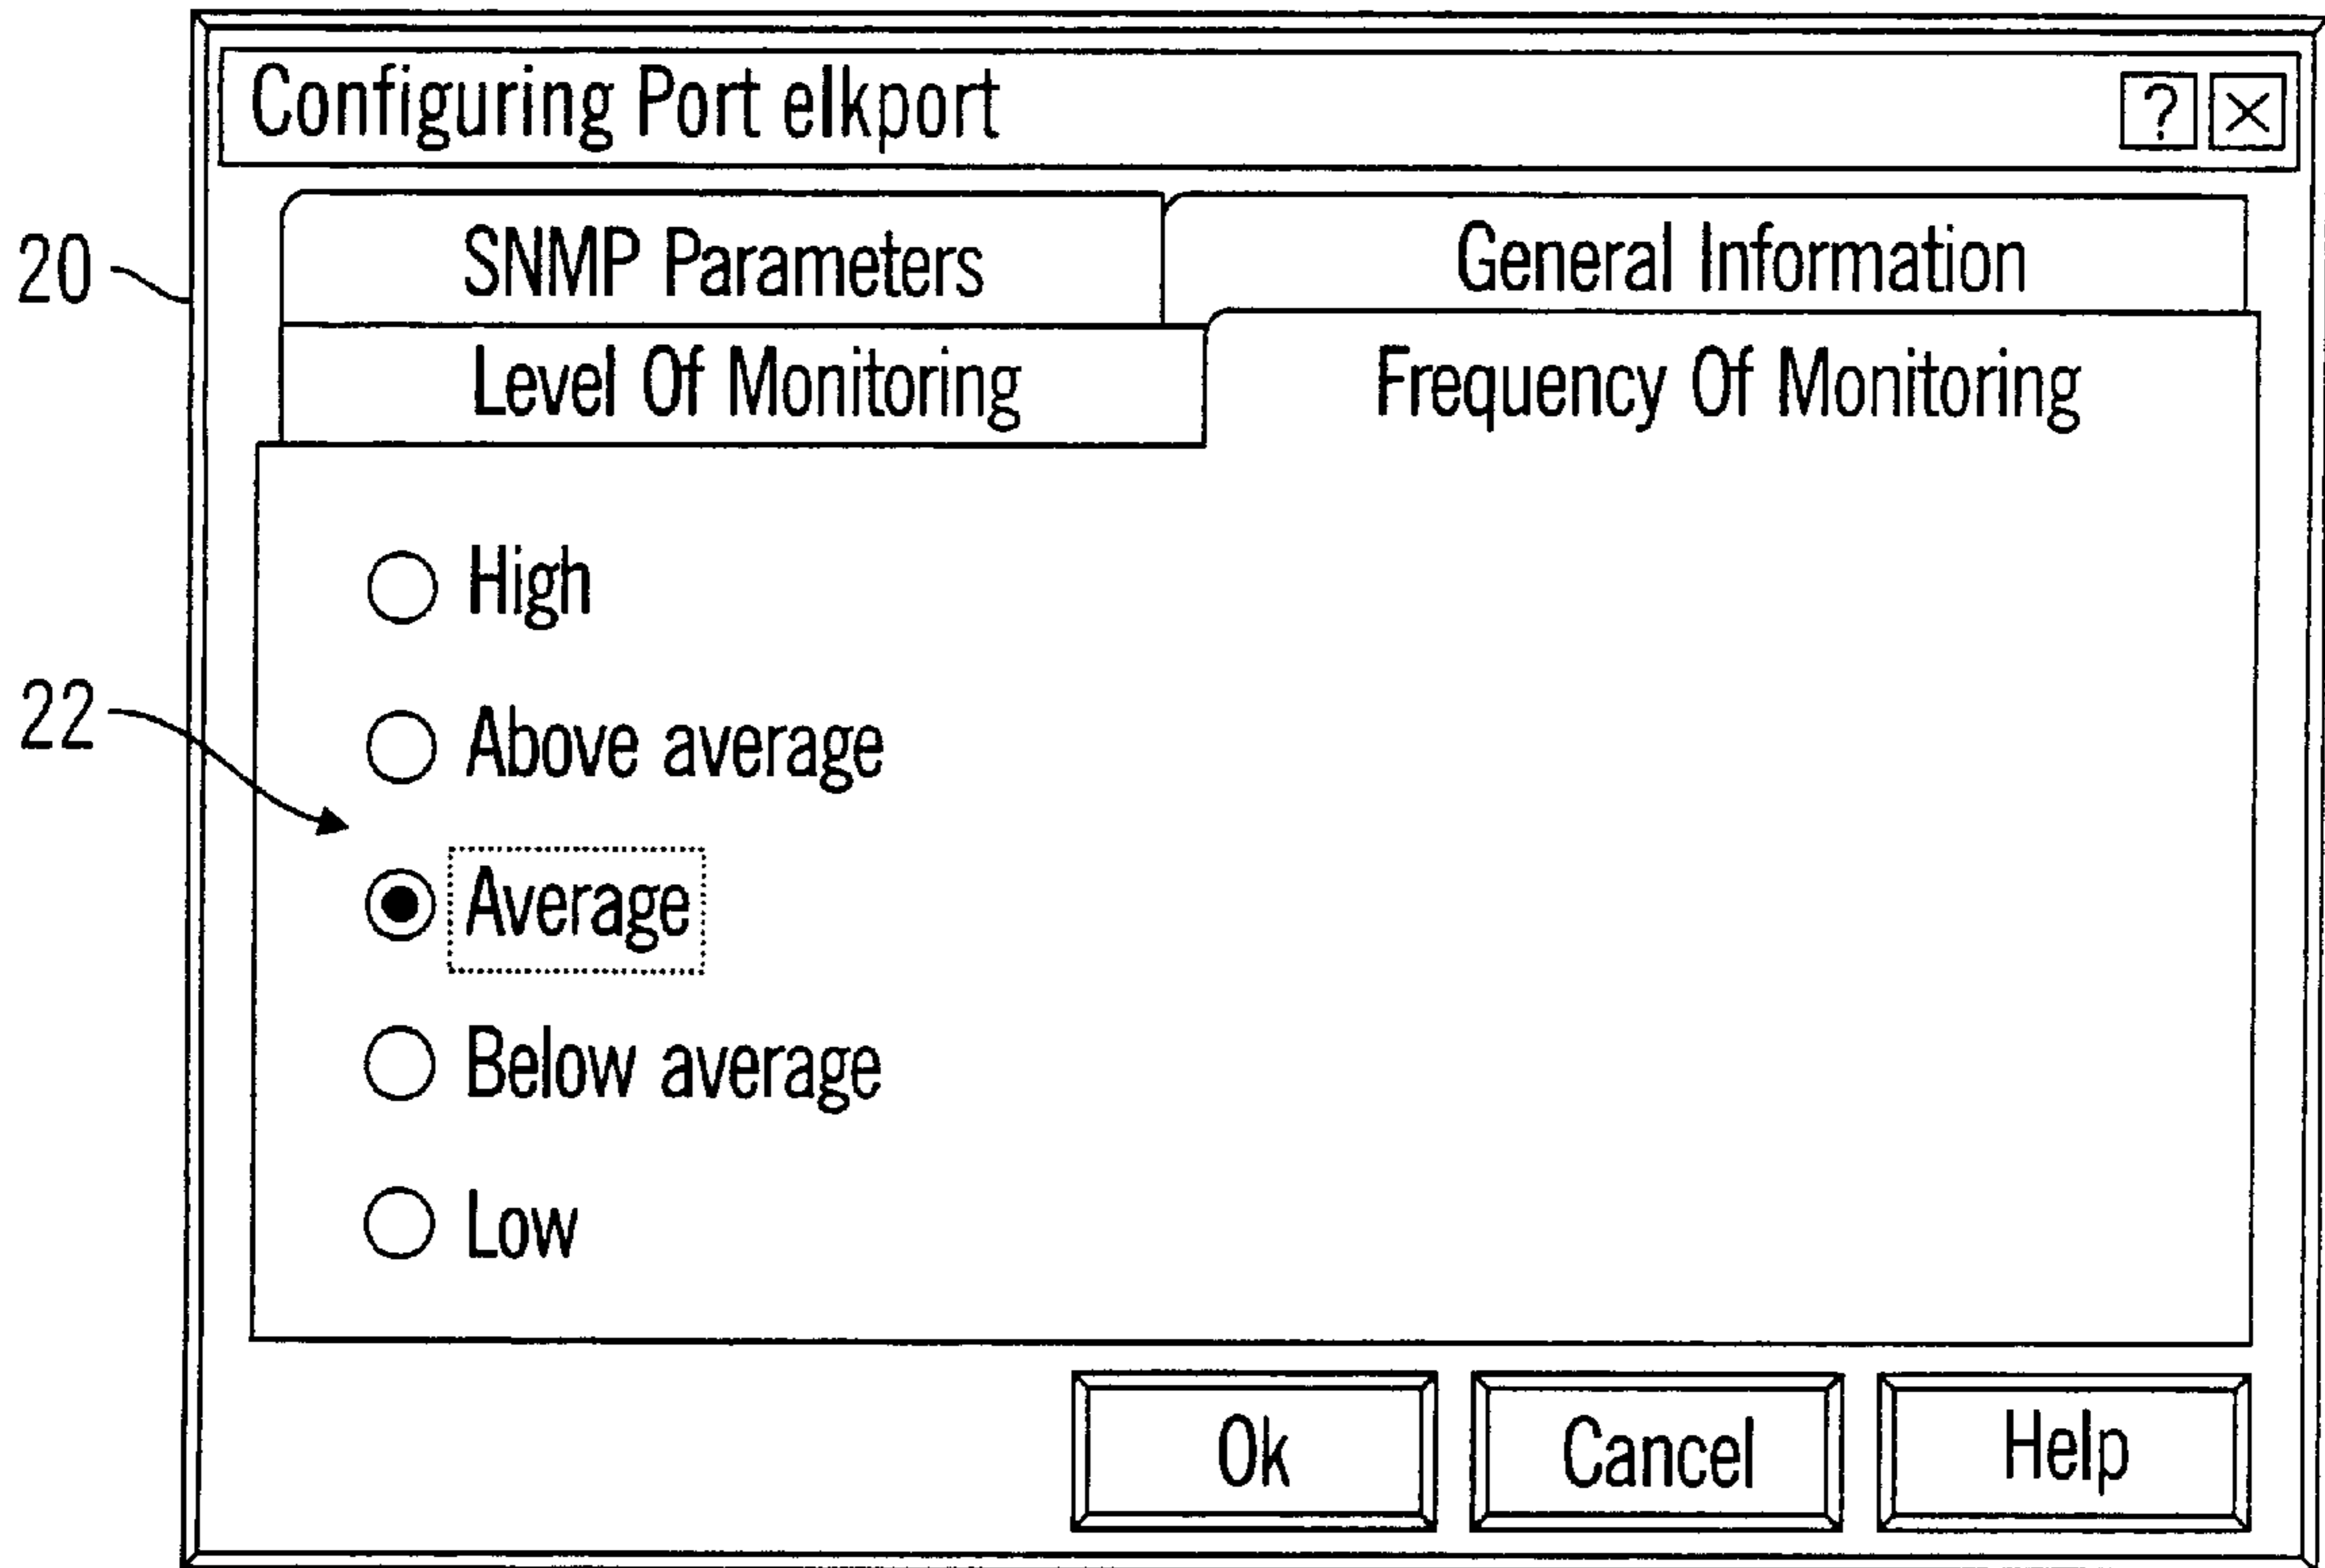 Configuring Port elkport
?
20
SNMP Parameters
General Information
Level Of Monitoring
Frequency Of Monitoring
High
22
Above average
Average
Below average
Low
Ok
Cancel
Help